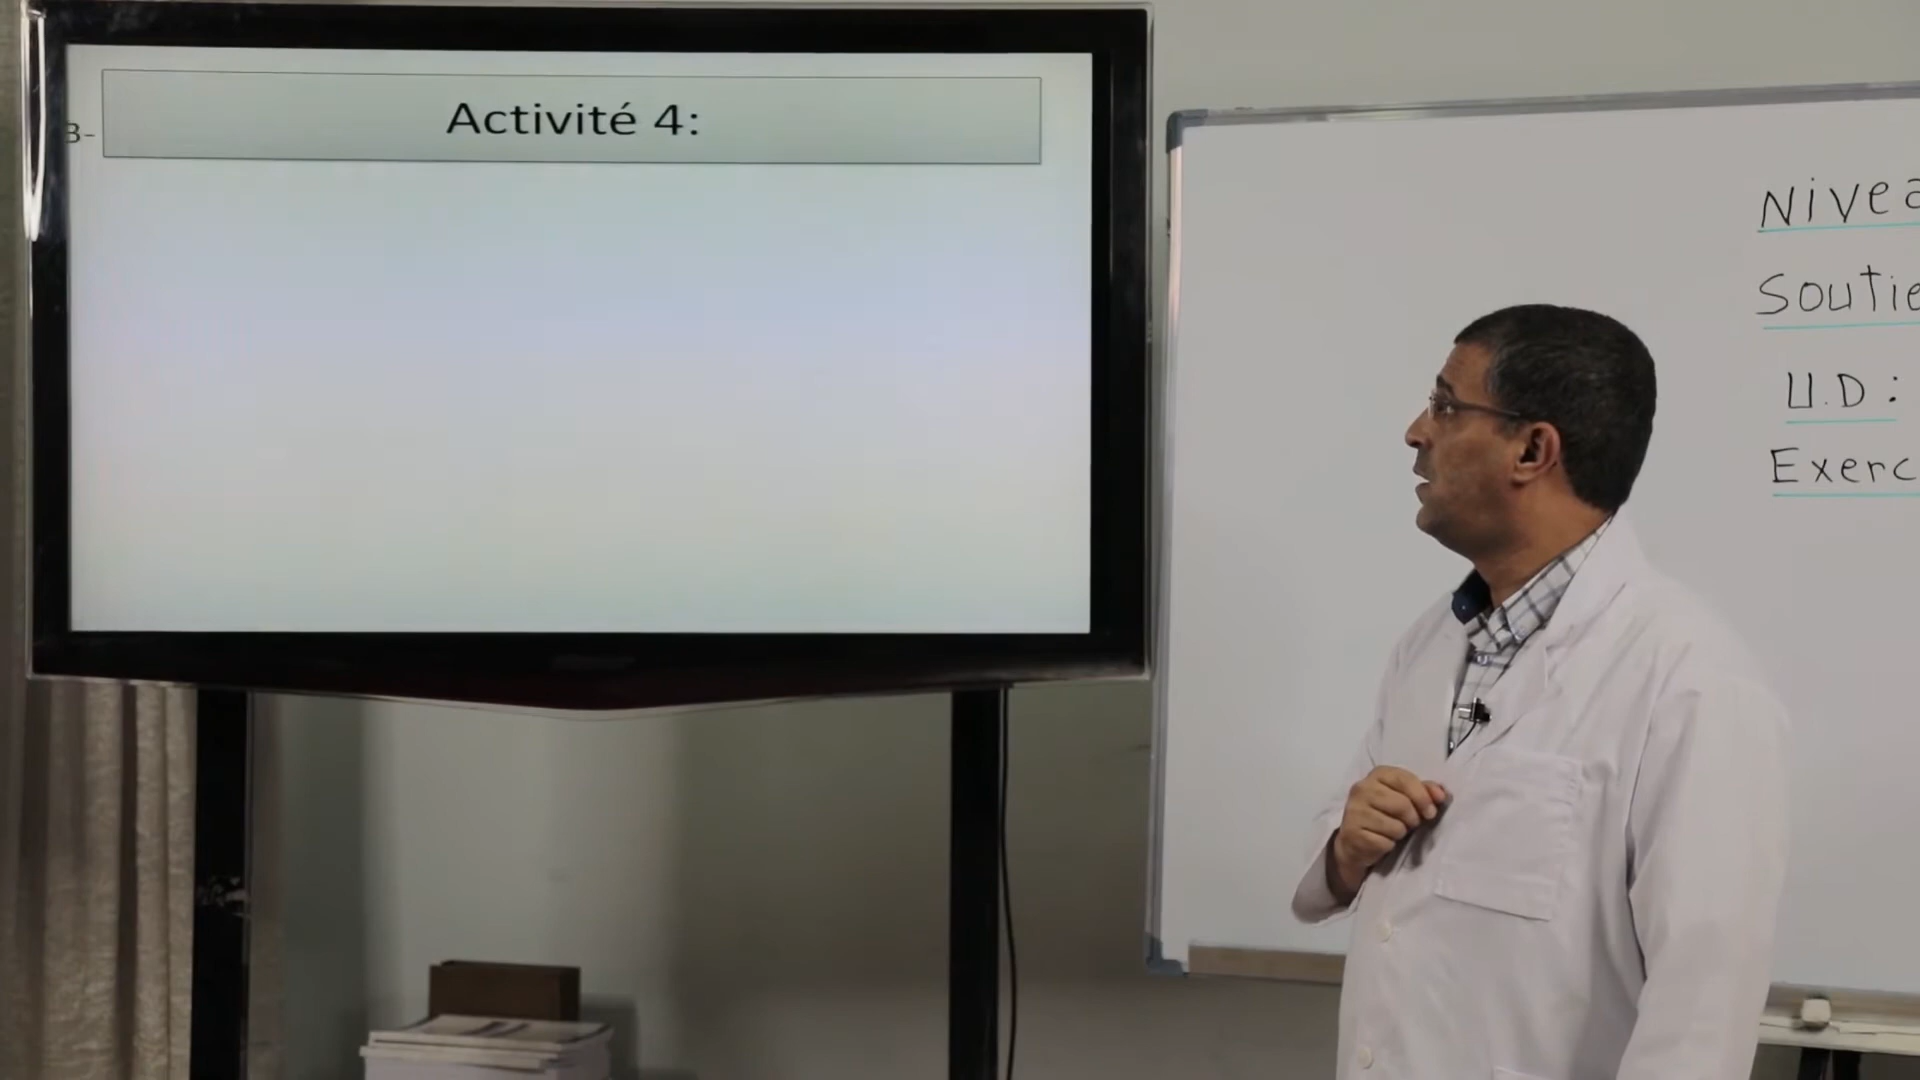 B-
Activité 4:
Nivea
Soutie
U.D:
Exerc